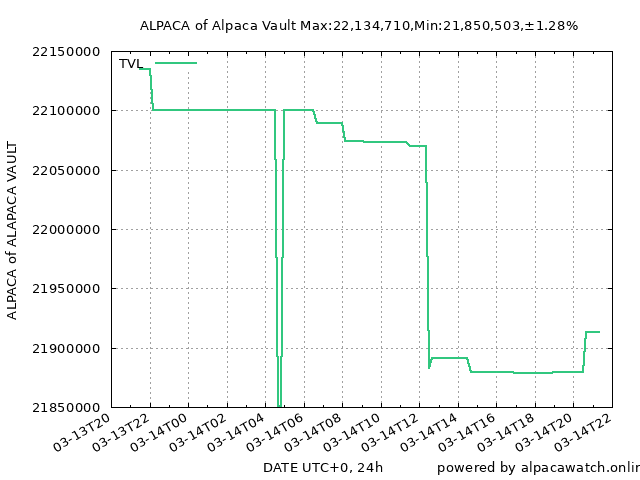 ALPACA of Alpaca Vault Max:22,134,710,Min:21,850,503,±1.28%
TVL
22150000
22100000
22050000
22000000
21950000
21900000
21850000
ALPACA of ALAPACA VAULT
03-13T20
03-13T22
03-14T00
03-14T02
03-14T04
03-14T06
03-14T08
03-14T10
03-14T12
03-14T14
03-14T16
03-14T18
03-14T20
03-14T22
DATE UTC+0, 24h
powered by alpacawatch.onlin